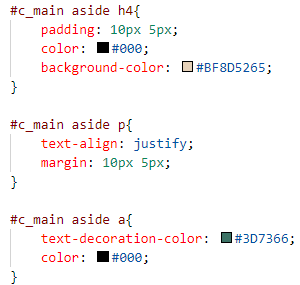 #c_main aside h4{
padding: 10px 5px;
color: #000;
background-color: #BF8D5265;
}
#c_main aside p{
text-align: justify;
margin: 10px 5px;
}
#c_main aside a{
text-decoration-color: #3D7366;
color: #000;
}